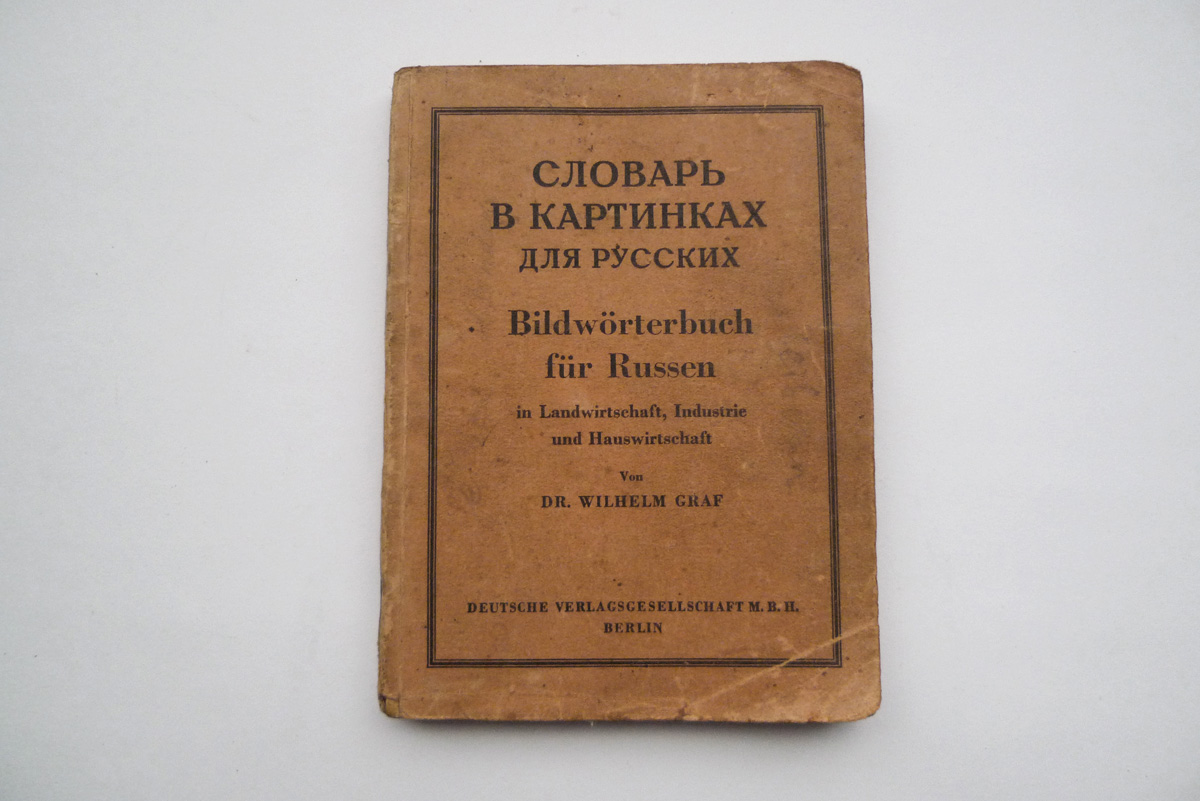 СЛОВАРЬ
В КАРТИНКАХ
ДЛЯ РУССКИХ
Bildwörterbuch
für Russen
in Landwirtschaft, Industrie
und Hauswirtschaft
Von
DR. WILHELM GRAF
DEUTSCHE VERLAGSGESELLSCHAFT M. B. H.
BERLIN